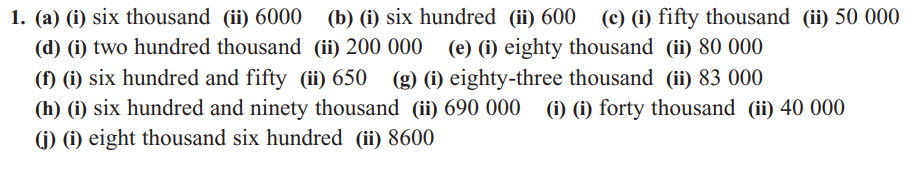 1. (a) (i) six thousand (ii) 6000 (b) (i) six hundred (ii) 600 (c) (i) fifty thousand (ii) 50 000
(d) (i) two hundred thousand (ii) 200 000 (e) (i) eighty thousand (ii) 80 000
(f) (i) six hundred and fifty (ii) 650 (g) (i) eighty-three thousand (ii) 83 000
(h) (i) six hundred and ninety thousand (ii) 690 000 (i) (i) forty thousand (ii) 40 000
(j) (i) eight thousand six hundred (ii) 8600